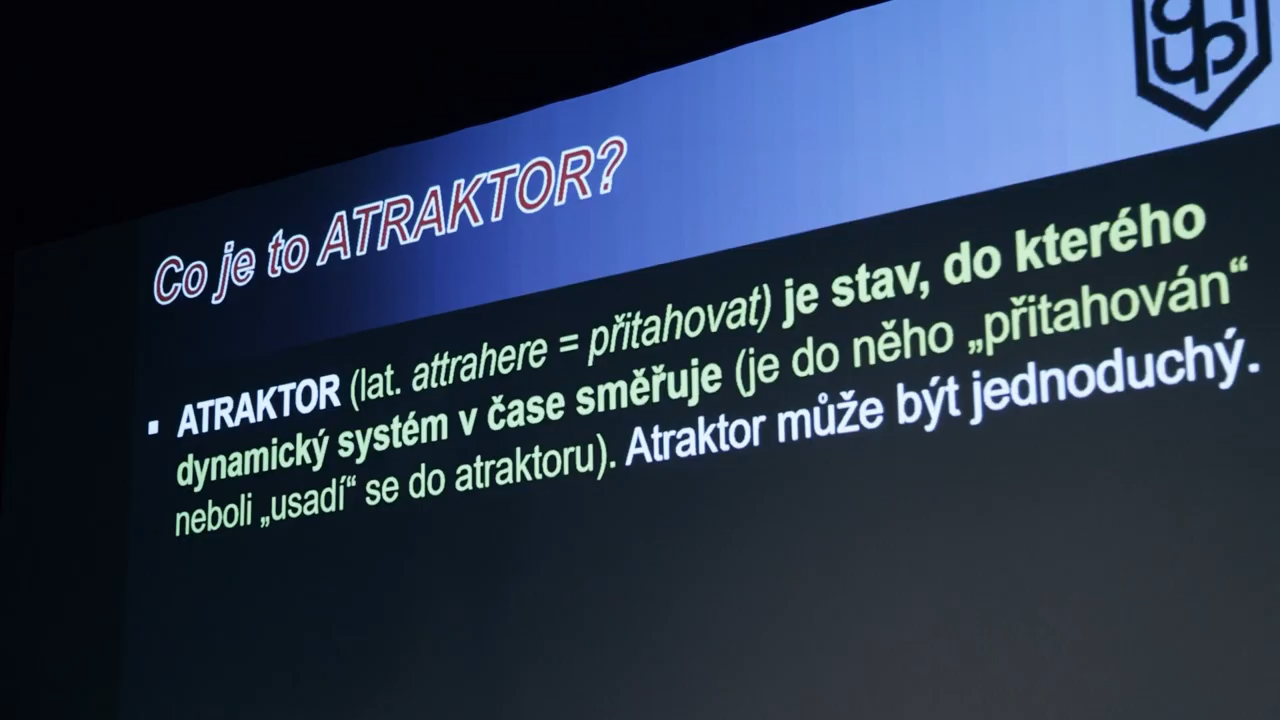 Co je to ATRAKTOR?
▪ ATRAKTOR (lat. attrahere = přitahovat) je stav, do kterého
dynamický systém v čase směřuje (je do něho „přitahován“
neboli „usadí“ se do atraktoru). Atraktor může být jednoduchý.